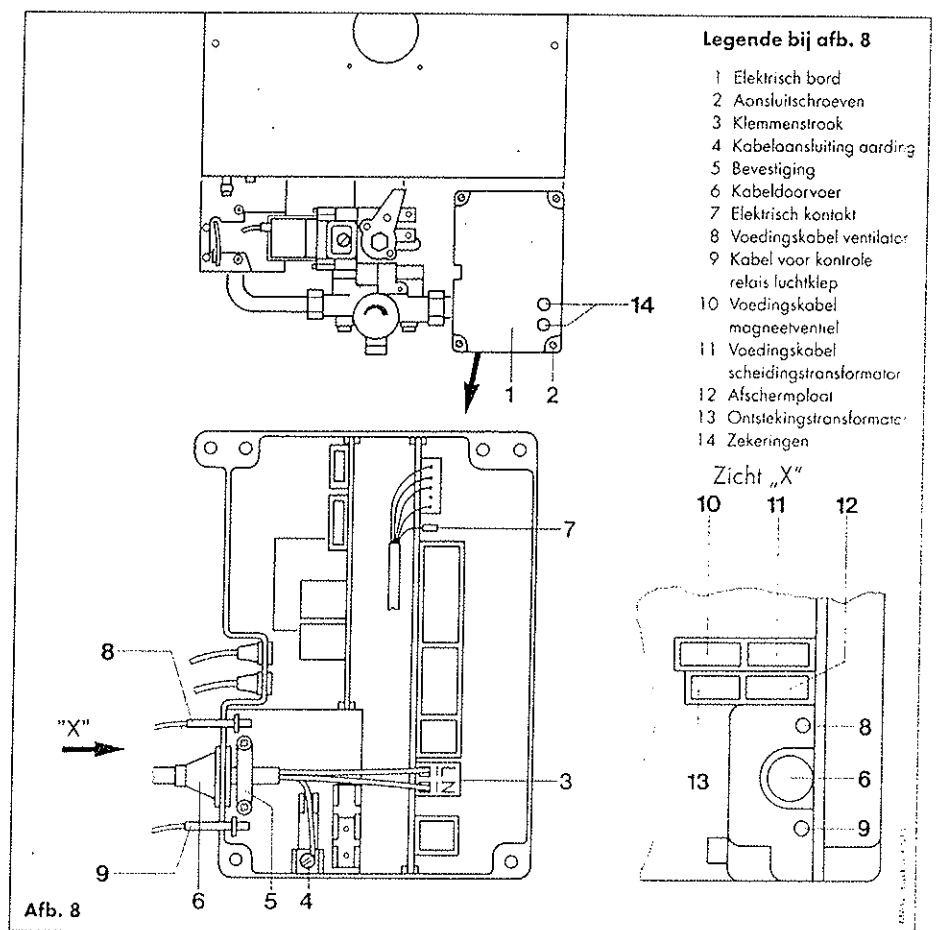 Legende bij afb. 8
1 Elektrisch bord
2 Aansluitschroeven
3 Klemmenstrook
4 Kabelaansluiting aarding
5 Bevestiging
6 Kabeldoorvoer
7 Elektrisch kontakt
8 Voedingskabel ventilator
9 Kabel voor kontrole
relais luchtklep
10 Voedingskabel
magneetventiel
11 Voedingskabel
scheidingstransformator
12 Afschermplaat
13 Ontstekingstransformator
14 Zekeringen
14
1 2
Zicht „X"
10 11 12
7
8
"X"
3
9
6 5 4
8
13 6
9
Afb. 8